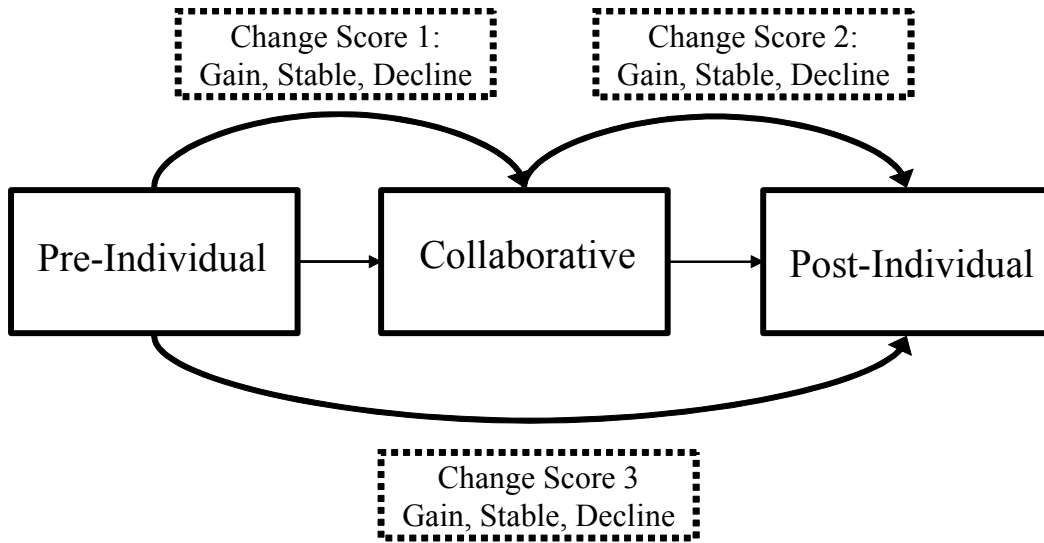 Change Score 1:
Gain, Stable, Decline
Change Score 2:
Gain, Stable, Decline
Pre-Individual
Collaborative
Post-Individual
Change Score 3
Gain, Stable, Decline